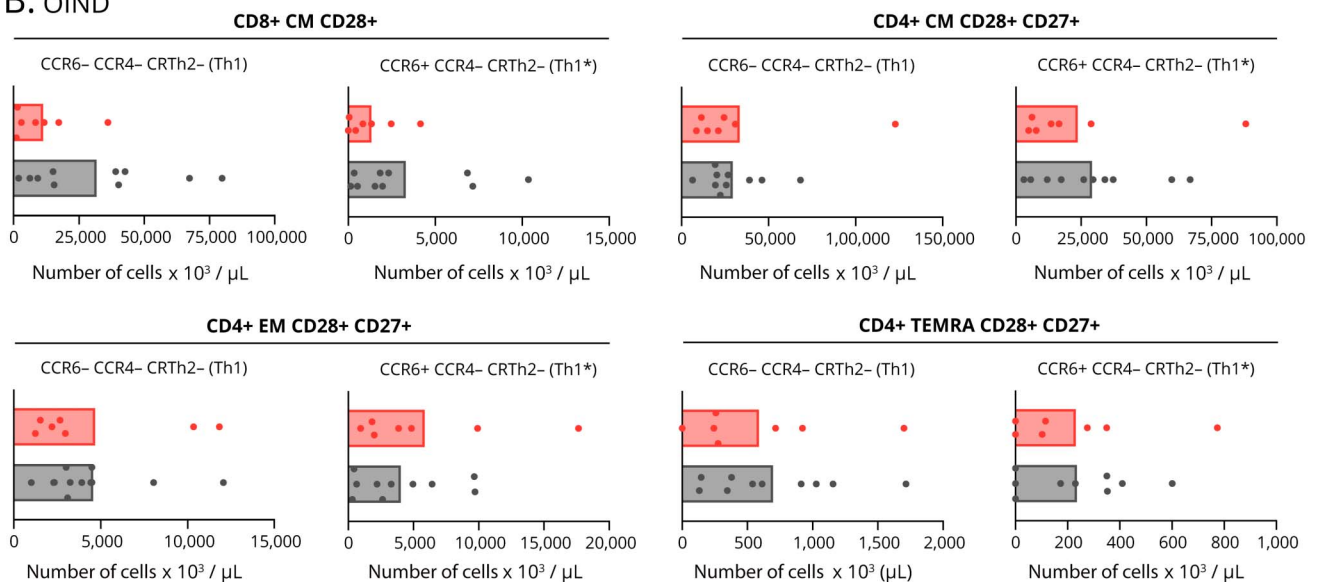 B. OIND
CD8+ CM CD28+
CD4+ CM CD28+ CD27+
CCR6– CCR4– CRTh2– (Th1)
CCR6+ CCR4– CRTh2– (Th1*)
CCR6– CCR4– CRTh2– (Th1)
CCR6+ CCR4– CRTh2– (Th1*)
0 25,000 50,000 75,000 100,000
0 5,000 10,000 15,000
0 50,000 1,00,000 150,000
0 25,000 50,000 75,000 100,000
Number of cells x 10³ / µL
Number of cells x 10³ / µL
Number of cells x 10³ / µL
Number of cells x 10³ / µL
CD4+ EM CD28+ CD27+
CD4+ TEMRA CD28+ CD27+
CCR6– CCR4– CRTh2– (Th1)
CCR6+ CCR4– CRTh2– (Th1*)
CCR6– CCR4– CRTh2– (Th1)
CCR6+ CCR4– CRTh2– (Th1*)
0 5,000 10,000 15,000
0 5,000 10,000 15,000 20,000
0 500 1,000 1,500 2,000
0 200 400 600 800 1,000
Number of cells x 10³ / µL
Number of cells x 10³ / µL
Number of cells x 10³ (µL)
Number of cells x 10³ / µL